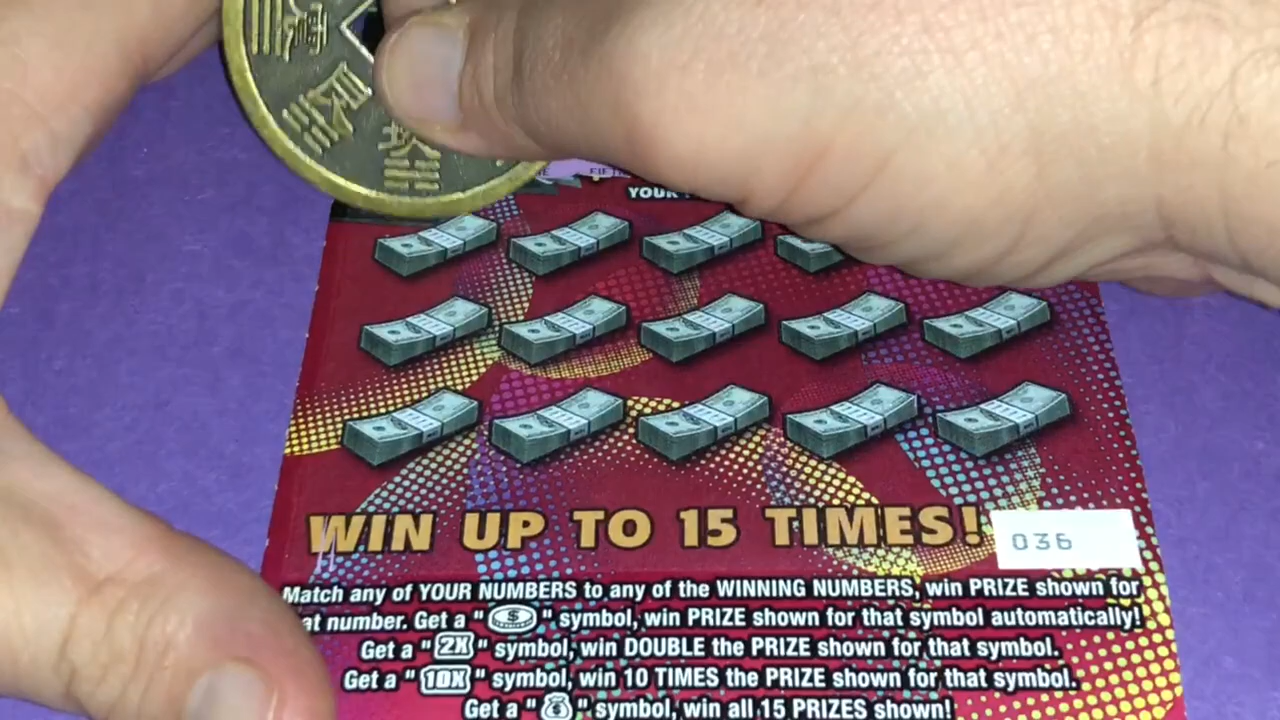 YOUR
WIN UP TO 15 TIMES!
036
Match any of YOUR NUMBERS to any of the WINNING NUMBERS, win PRIZE shown for
at number. Get a " $ " symbol, win PRIZE shown for that symbol automatically!
Get a " 2X " symbol, win DOUBLE the PRIZE shown for that symbol.
Get a " 10X " symbol, win 10 TIMES the PRIZE shown for that symbol.
Get a " $ " symbol, win all 15 PRIZES shown!